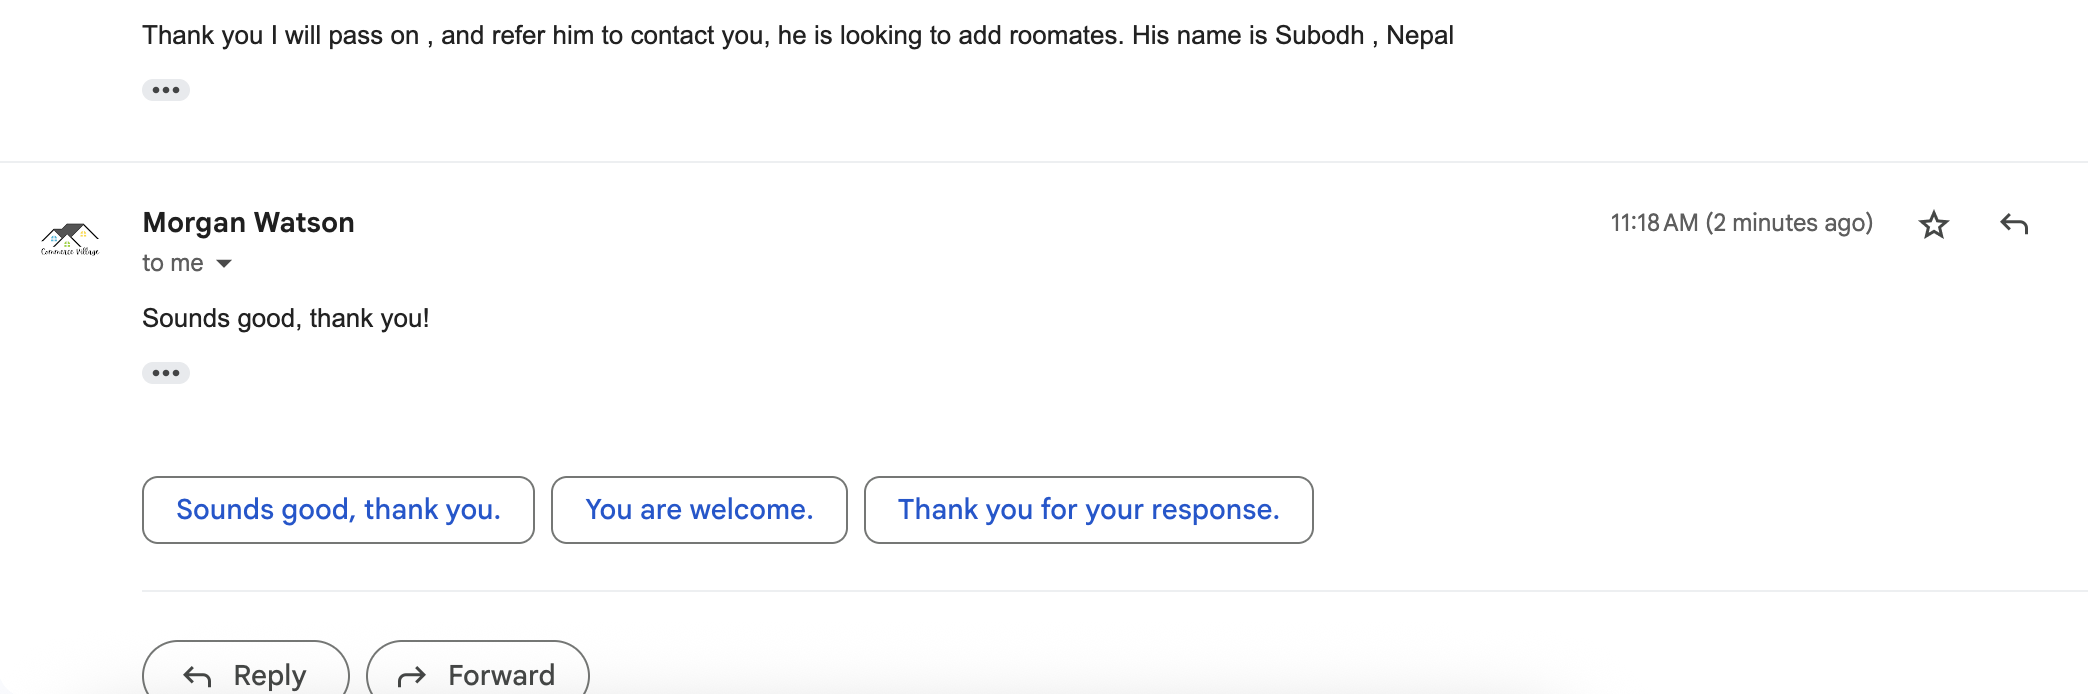 Thank you I will pass on , and refer him to contact you, he is looking to add roomates. His name is Subodh , Nepal
Morgan Watson
11:18 AM (2 minutes ago)
Commerce Village
to me
Sounds good, thank you!
Sounds good, thank you.
You are welcome.
Thank you for your response.
Reply
Forward